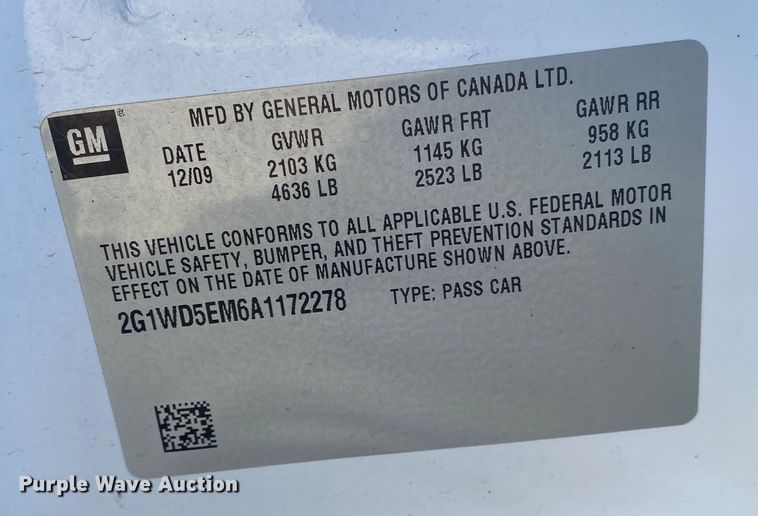 GM
MFD BY GENERAL MOTORS OF CANADA LTD.
DATE GVWR GAWR FRT GAWR RR
12/09 2103 KG 1145 KG 958 KG
4636 LB 2523 LB 2113 LB
THIS VEHICLE CONFORMS TO ALL APPLICABLE U.S. FEDERAL MOTOR
VEHICLE SAFETY, BUMPER, AND THEFT PREVENTION STANDARDS IN
EFFECT ON THE DATE OF MANUFACTURE SHOWN ABOVE.
2G1WD5EM6A1172278 TYPE: PASS CAR
Purple Wave Auction